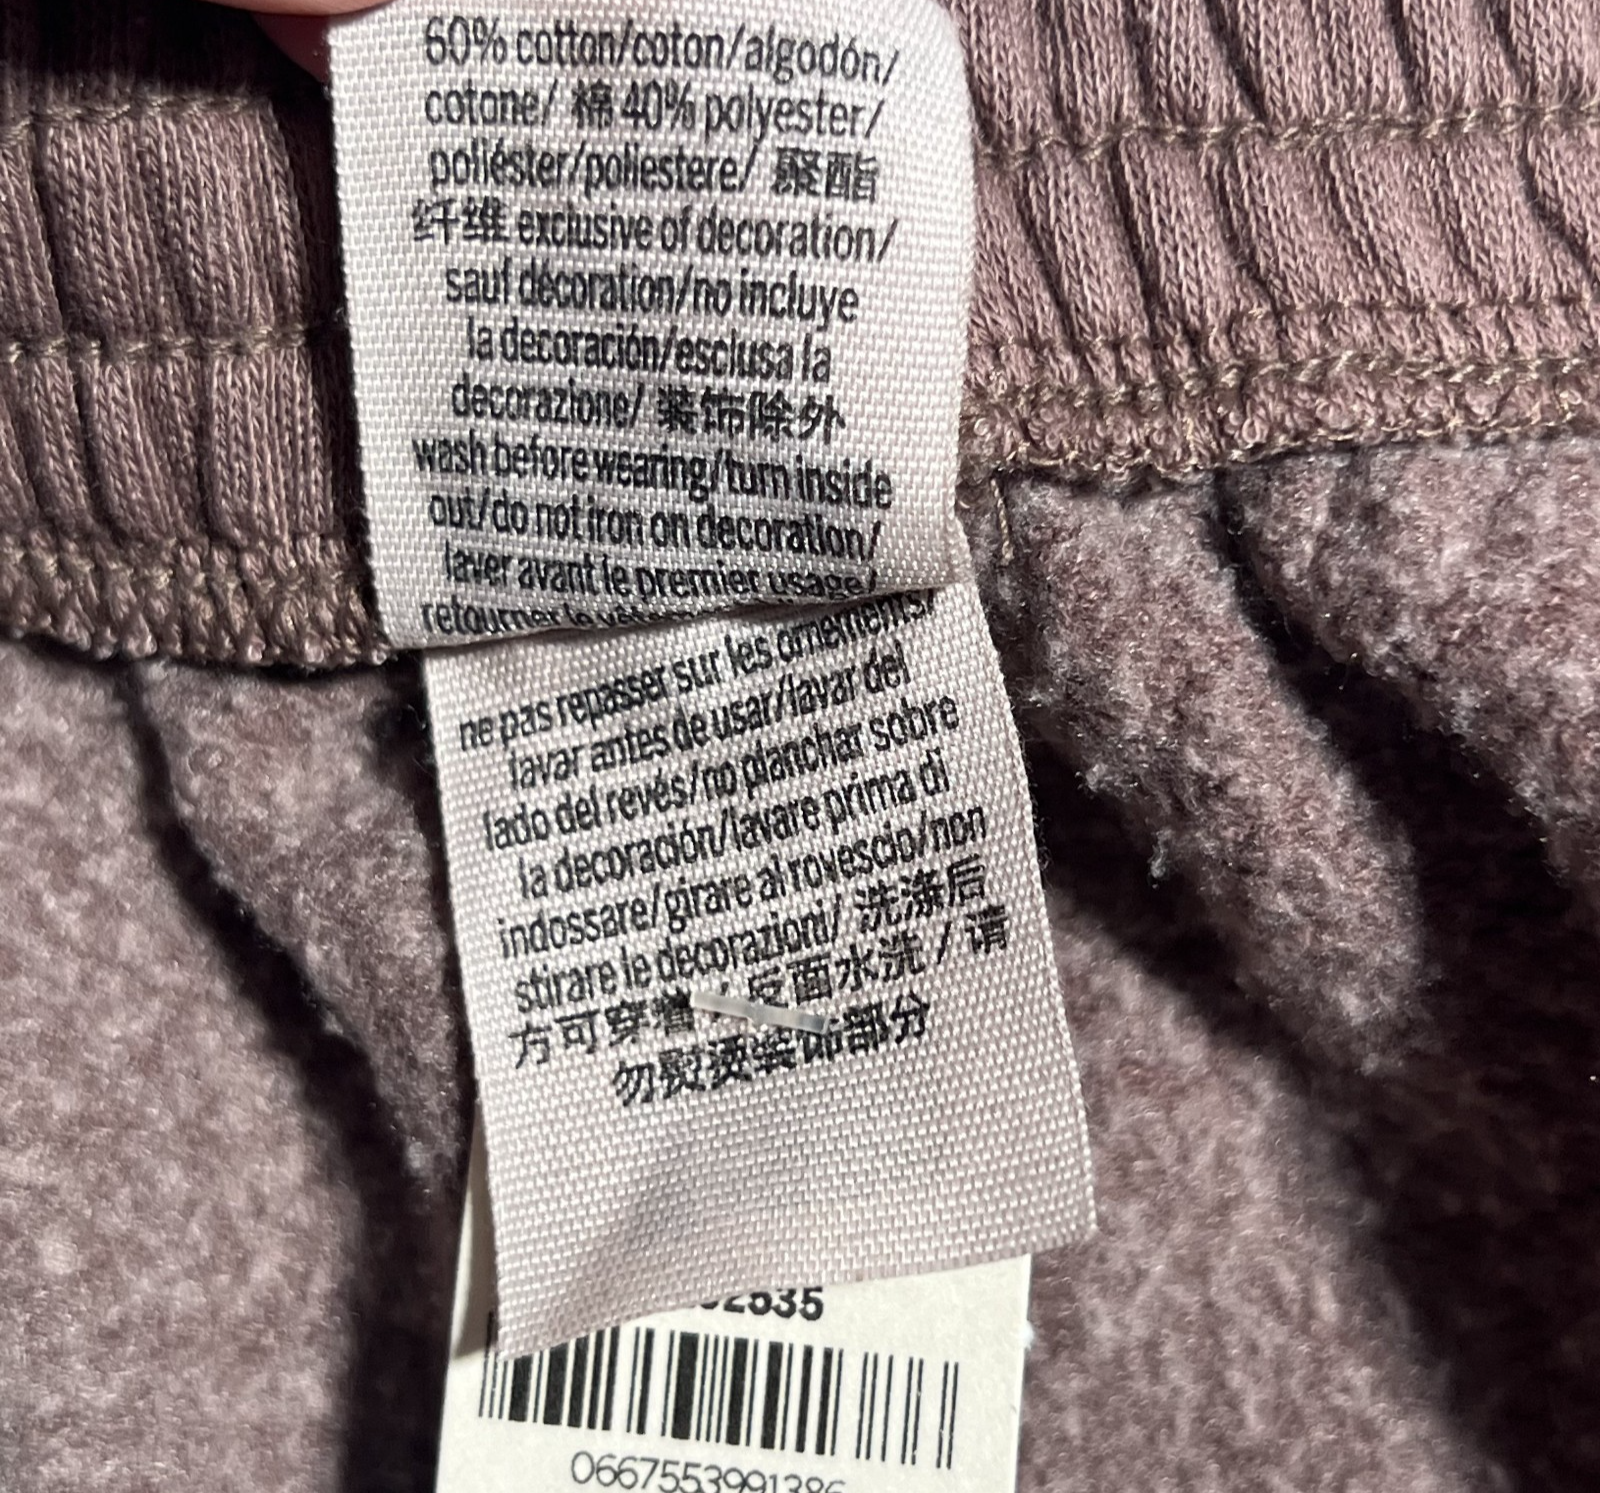 60% cotton/coton/algodón/
cotone/ 棉 40% polyester/
poliéster/poliestere/ 聚酯
纤维 exclusive of decoration/
sauf décoration/no incluye
la decoración/esclusa la
decorazione/ 装饰除外
wash before wearing/turn inside
out/do not iron on decoration/
laver avant le premier usage/
retourner le
ne pas repasser sur les ornements/
lavar antes de usar/lavar del
lado del revés/no planchar sobre
la decoración/lavare prima di
indossare/girare al rovescio/non
stirare le decorazioni/ 洗涤后
方可穿着 / 反面水洗 / 请
勿熨烫装饰部分
2535
0667553991386